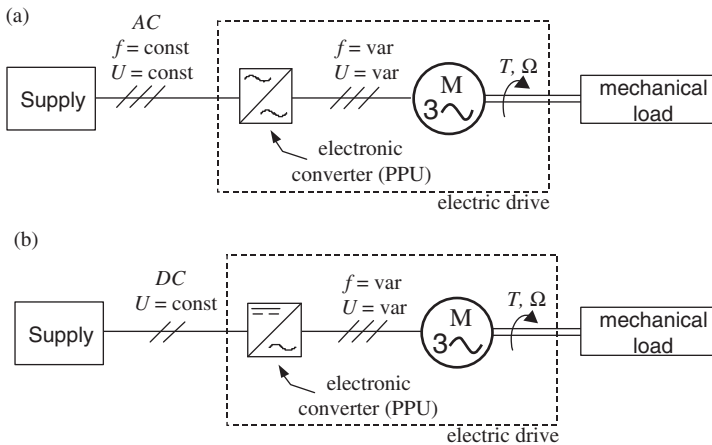 (a)
AC
f = const
U = const
f = var
U = var
Supply
M
3
T, Ω
mechanical
load
electronic
converter (PPU)
electric drive
(b)
DC
U = const
f = var
U = var
Supply
M
3
T, Ω
mechanical
load
electronic
converter (PPU)
electric drive